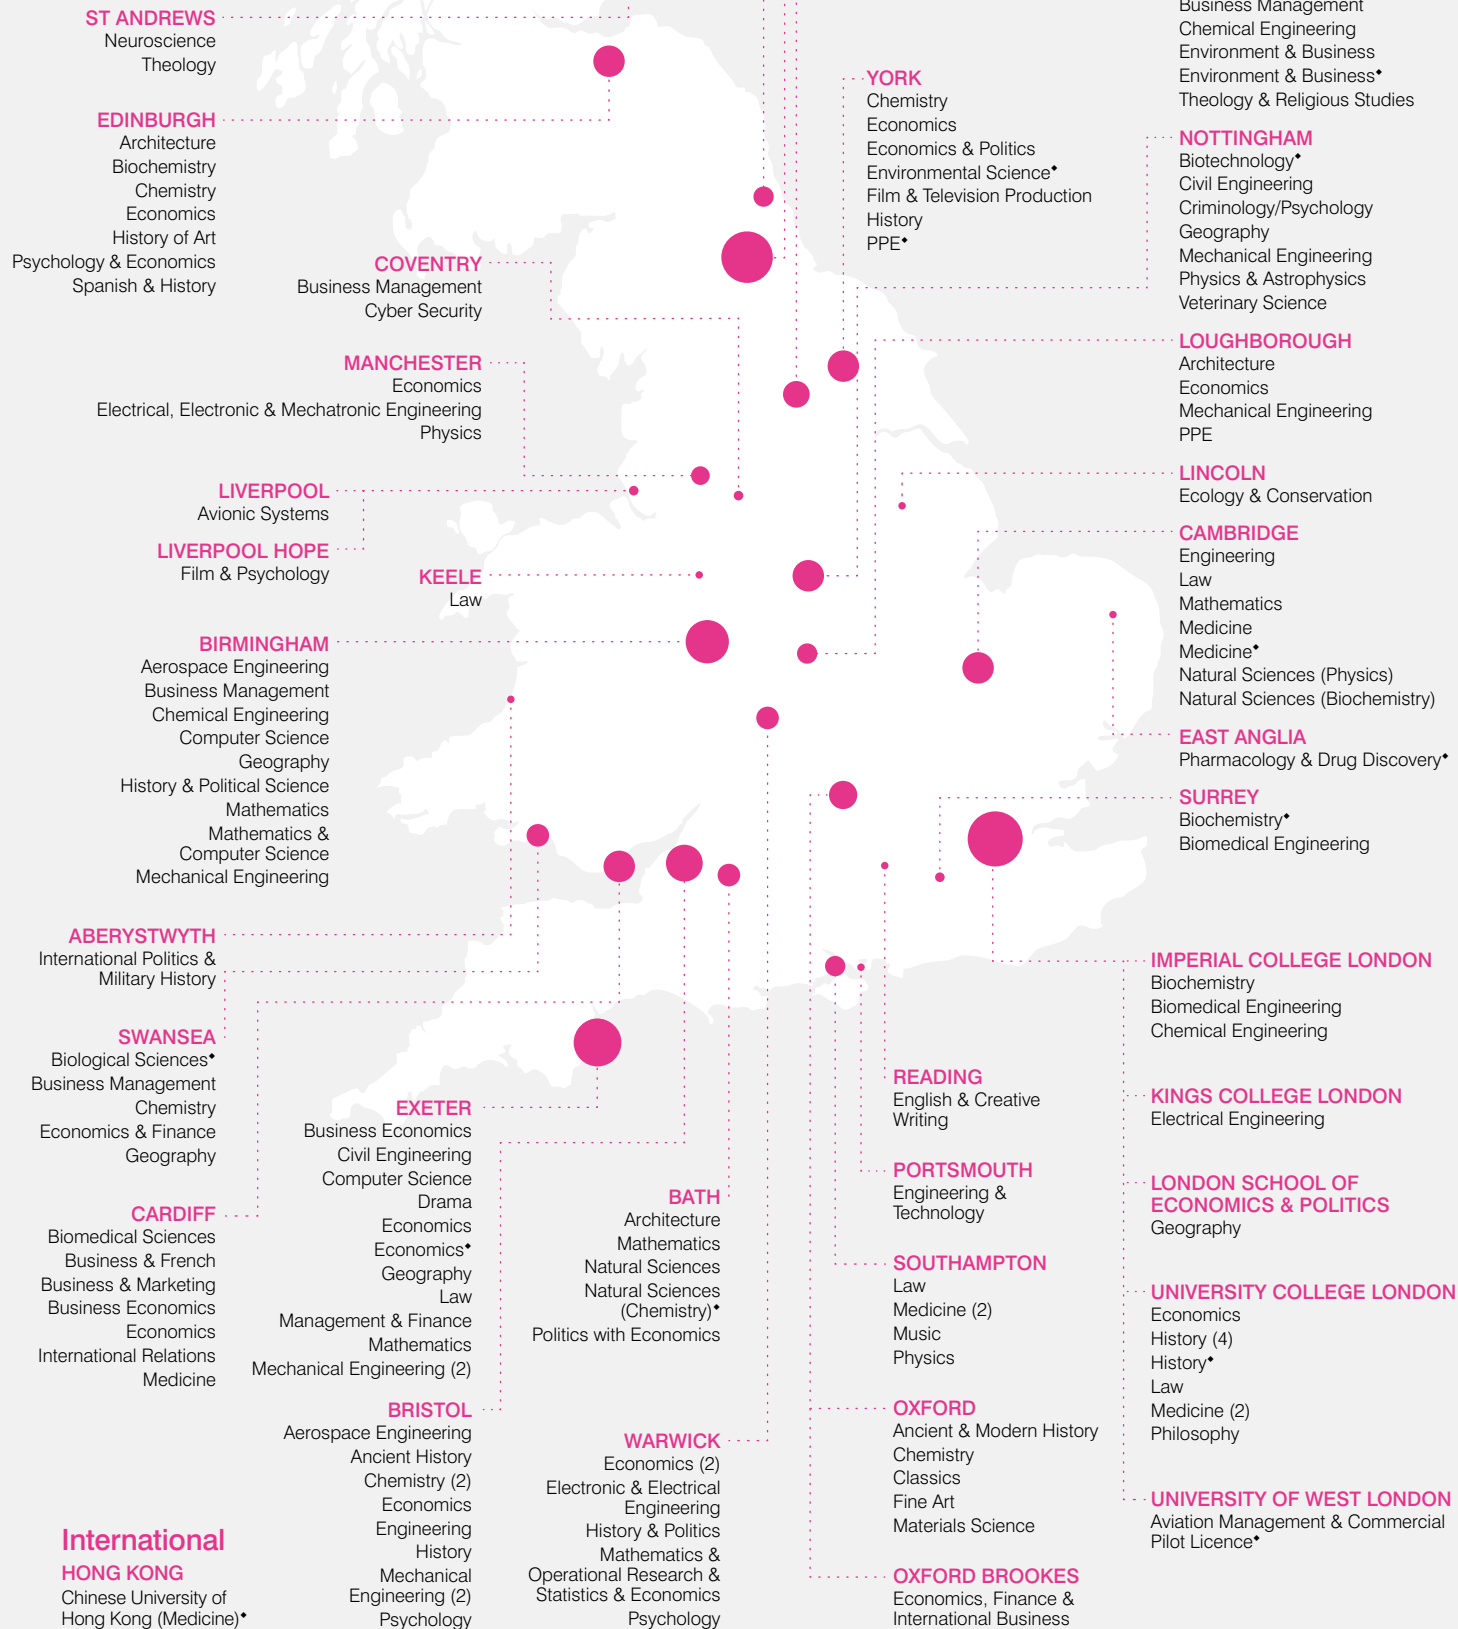 ST ANDREWS
Neuroscience
Theology
EDINBURGH
Architecture
Biochemistry
Chemistry
Economics
History of Art
Psychology & Economics
Spanish & History
COVENTRY
Business Management
Cyber Security
MANCHESTER
Economics
Electrical, Electronic & Mechatronic Engineering
Physics
LIVERPOOL
Avionic Systems
LIVERPOOL HOPE
Film & Psychology
KEELE
Law
BIRMINGHAM
Aerospace Engineering
Business Management
Chemical Engineering
Computer Science
Geography
History & Political Science
Mathematics
Mathematics &
Computer Science
Mechanical Engineering
ABERYSTWYTH
International Politics &
Military History
SWANSEA
Biological Sciences◆
Business Management
Chemistry
Economics & Finance
Geography
CARDIFF
Biomedical Sciences
Business & French
Business & Marketing
Business Economics
Economics
International Relations
Medicine
International
HONG KONG
Chinese University of
Hong Kong (Medicine)◆
EXETER
Business Economics
Civil Engineering
Computer Science
Drama
Economics
Economics◆
Geography
Law
Management & Finance
Mathematics
Mechanical Engineering (2)
BRISTOL
Aerospace Engineering
Ancient History
Chemistry (2)
Economics
Engineering
History
Mechanical
Engineering (2)
Psychology
BATH
Architecture
Mathematics
Natural Sciences
Natural Sciences
(Chemistry)◆
Politics with Economics
WARWICK
Economics (2)
Electronic & Electrical
Engineering
History & Politics
Mathematics &
Operational Research &
Statistics & Economics
Psychology
YORK
Chemistry
Economics
Economics & Politics
Environmental Science◆
Film & Television Production
History
PPE◆
READING
English & Creative
Writing
PORTSMOUTH
Engineering &
Technology
SOUTHAMPTON
Law
Medicine (2)
Music
Physics
OXFORD
Ancient & Modern History
Chemistry
Classics
Fine Art
Materials Science
OXFORD BROOKES
Economics, Finance &
International Business
Business Management
Chemical Engineering
Environment & Business
Environment & Business◆
Theology & Religious Studies
NOTTINGHAM
Biotechnology◆
Civil Engineering
Criminology/Psychology
Geography
Mechanical Engineering
Physics & Astrophysics
Veterinary Science
LOUGHBOROUGH
Architecture
Economics
Mechanical Engineering
PPE
LINCOLN
Ecology & Conservation
CAMBRIDGE
Engineering
Law
Mathematics
Medicine
Medicine◆
Natural Sciences (Physics)
Natural Sciences (Biochemistry)
EAST ANGLIA
Pharmacology & Drug Discovery◆
SURREY
Biochemistry◆
Biomedical Engineering
IMPERIAL COLLEGE LONDON
Biochemistry
Biomedical Engineering
Chemical Engineering
KINGS COLLEGE LONDON
Electrical Engineering
LONDON SCHOOL OF
ECONOMICS & POLITICS
Geography
UNIVERSITY COLLEGE LONDON
Economics
History (4)
History◆
Law
Medicine (2)
Philosophy
UNIVERSITY OF WEST LONDON
Aviation Management & Commercial
Pilot Licence◆